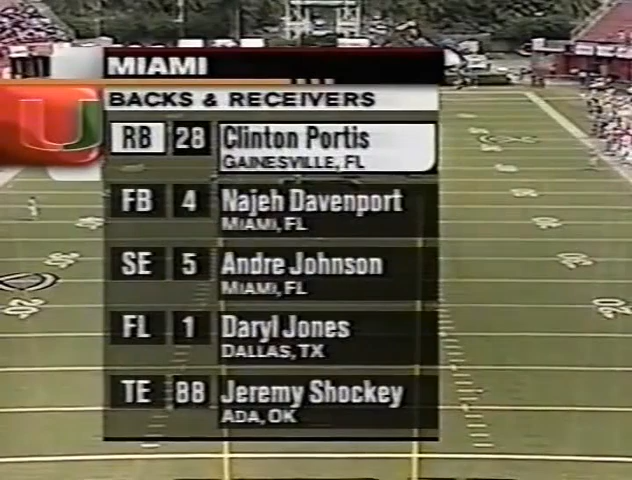 MIAMI
BACKS & RECEIVERS
RB 28 Clinton Portis
GAINESVILLE, FL
FB 4 Najeh Davenport
MIAMI, FL
SE 5 Andre Johnson
MIAMI, FL
FL 1 Daryl Jones
DALLAS, TX
TE 88 Jeremy Shockey
ADA, OK